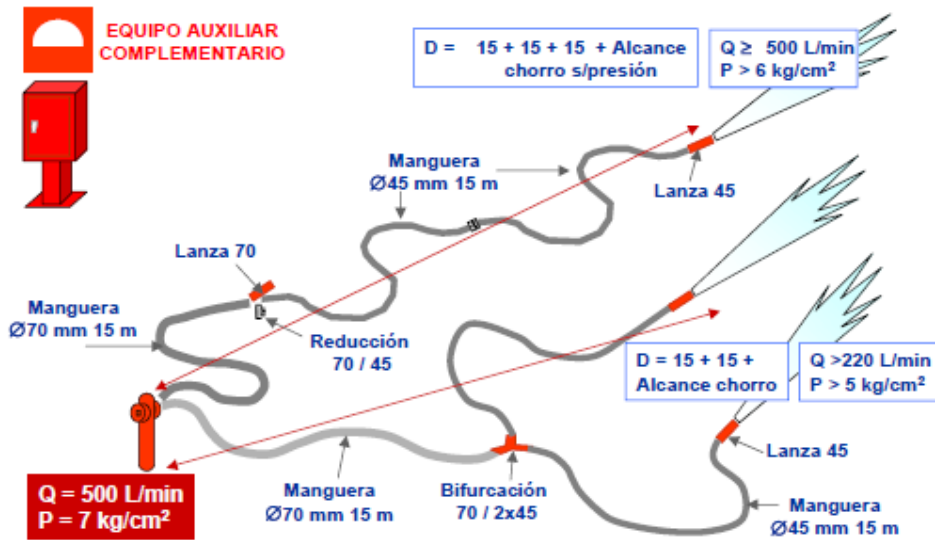 EQUIPO AUXILIAR
COMPLEMENTARIO
D = 15 + 15 + 15 + Alcance
chorro s/presión
Q ≥ 500 L/min
P > 6 kg/cm²
Manguera
Ø45 mm 15 m
Lanza 45
Lanza 70
Manguera
Ø70 mm 15 m
Reducción
70 / 45
D = 15 + 15 +
Alcance chorro
Q >220 L/min
P > 5 kg/cm²
Lanza 45
Q = 500 L/min
P = 7 kg/cm²
Manguera
Ø70 mm 15 m
Bifurcación
70 / 2x45
Manguera
Ø45 mm 15 m